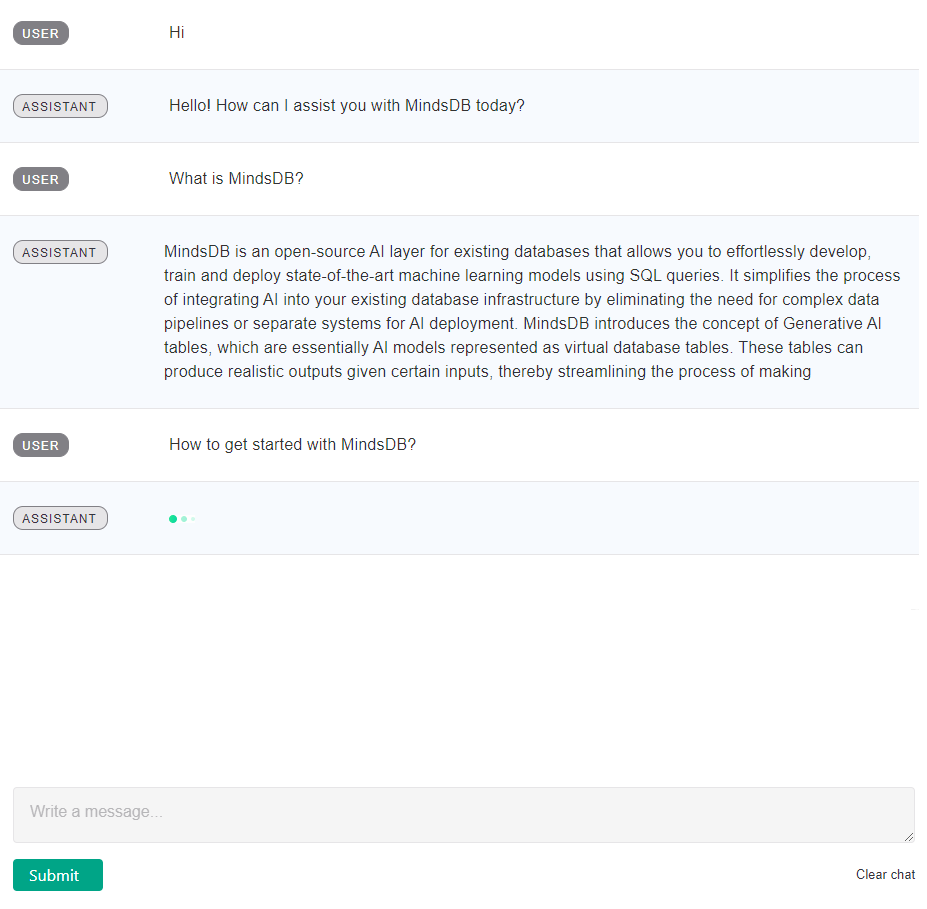 USER Hi
ASSISTANT Hello! How can I assist you with MindsDB today?
USER What is MindsDB?
ASSISTANT MindsDB is an open-source AI layer for existing databases that allows you to effortlessly develop,
train and deploy state-of-the-art machine learning models using SQL queries. It simplifies the process
of integrating AI into your existing database infrastructure by eliminating the need for complex data
pipelines or separate systems for AI deployment. MindsDB introduces the concept of Generative AI
tables, which are essentially AI models represented as virtual database tables. These tables can
produce realistic outputs given certain inputs, thereby streamlining the process of making
USER How to get started with MindsDB?
ASSISTANT
Write a message...
Submit Clear chat